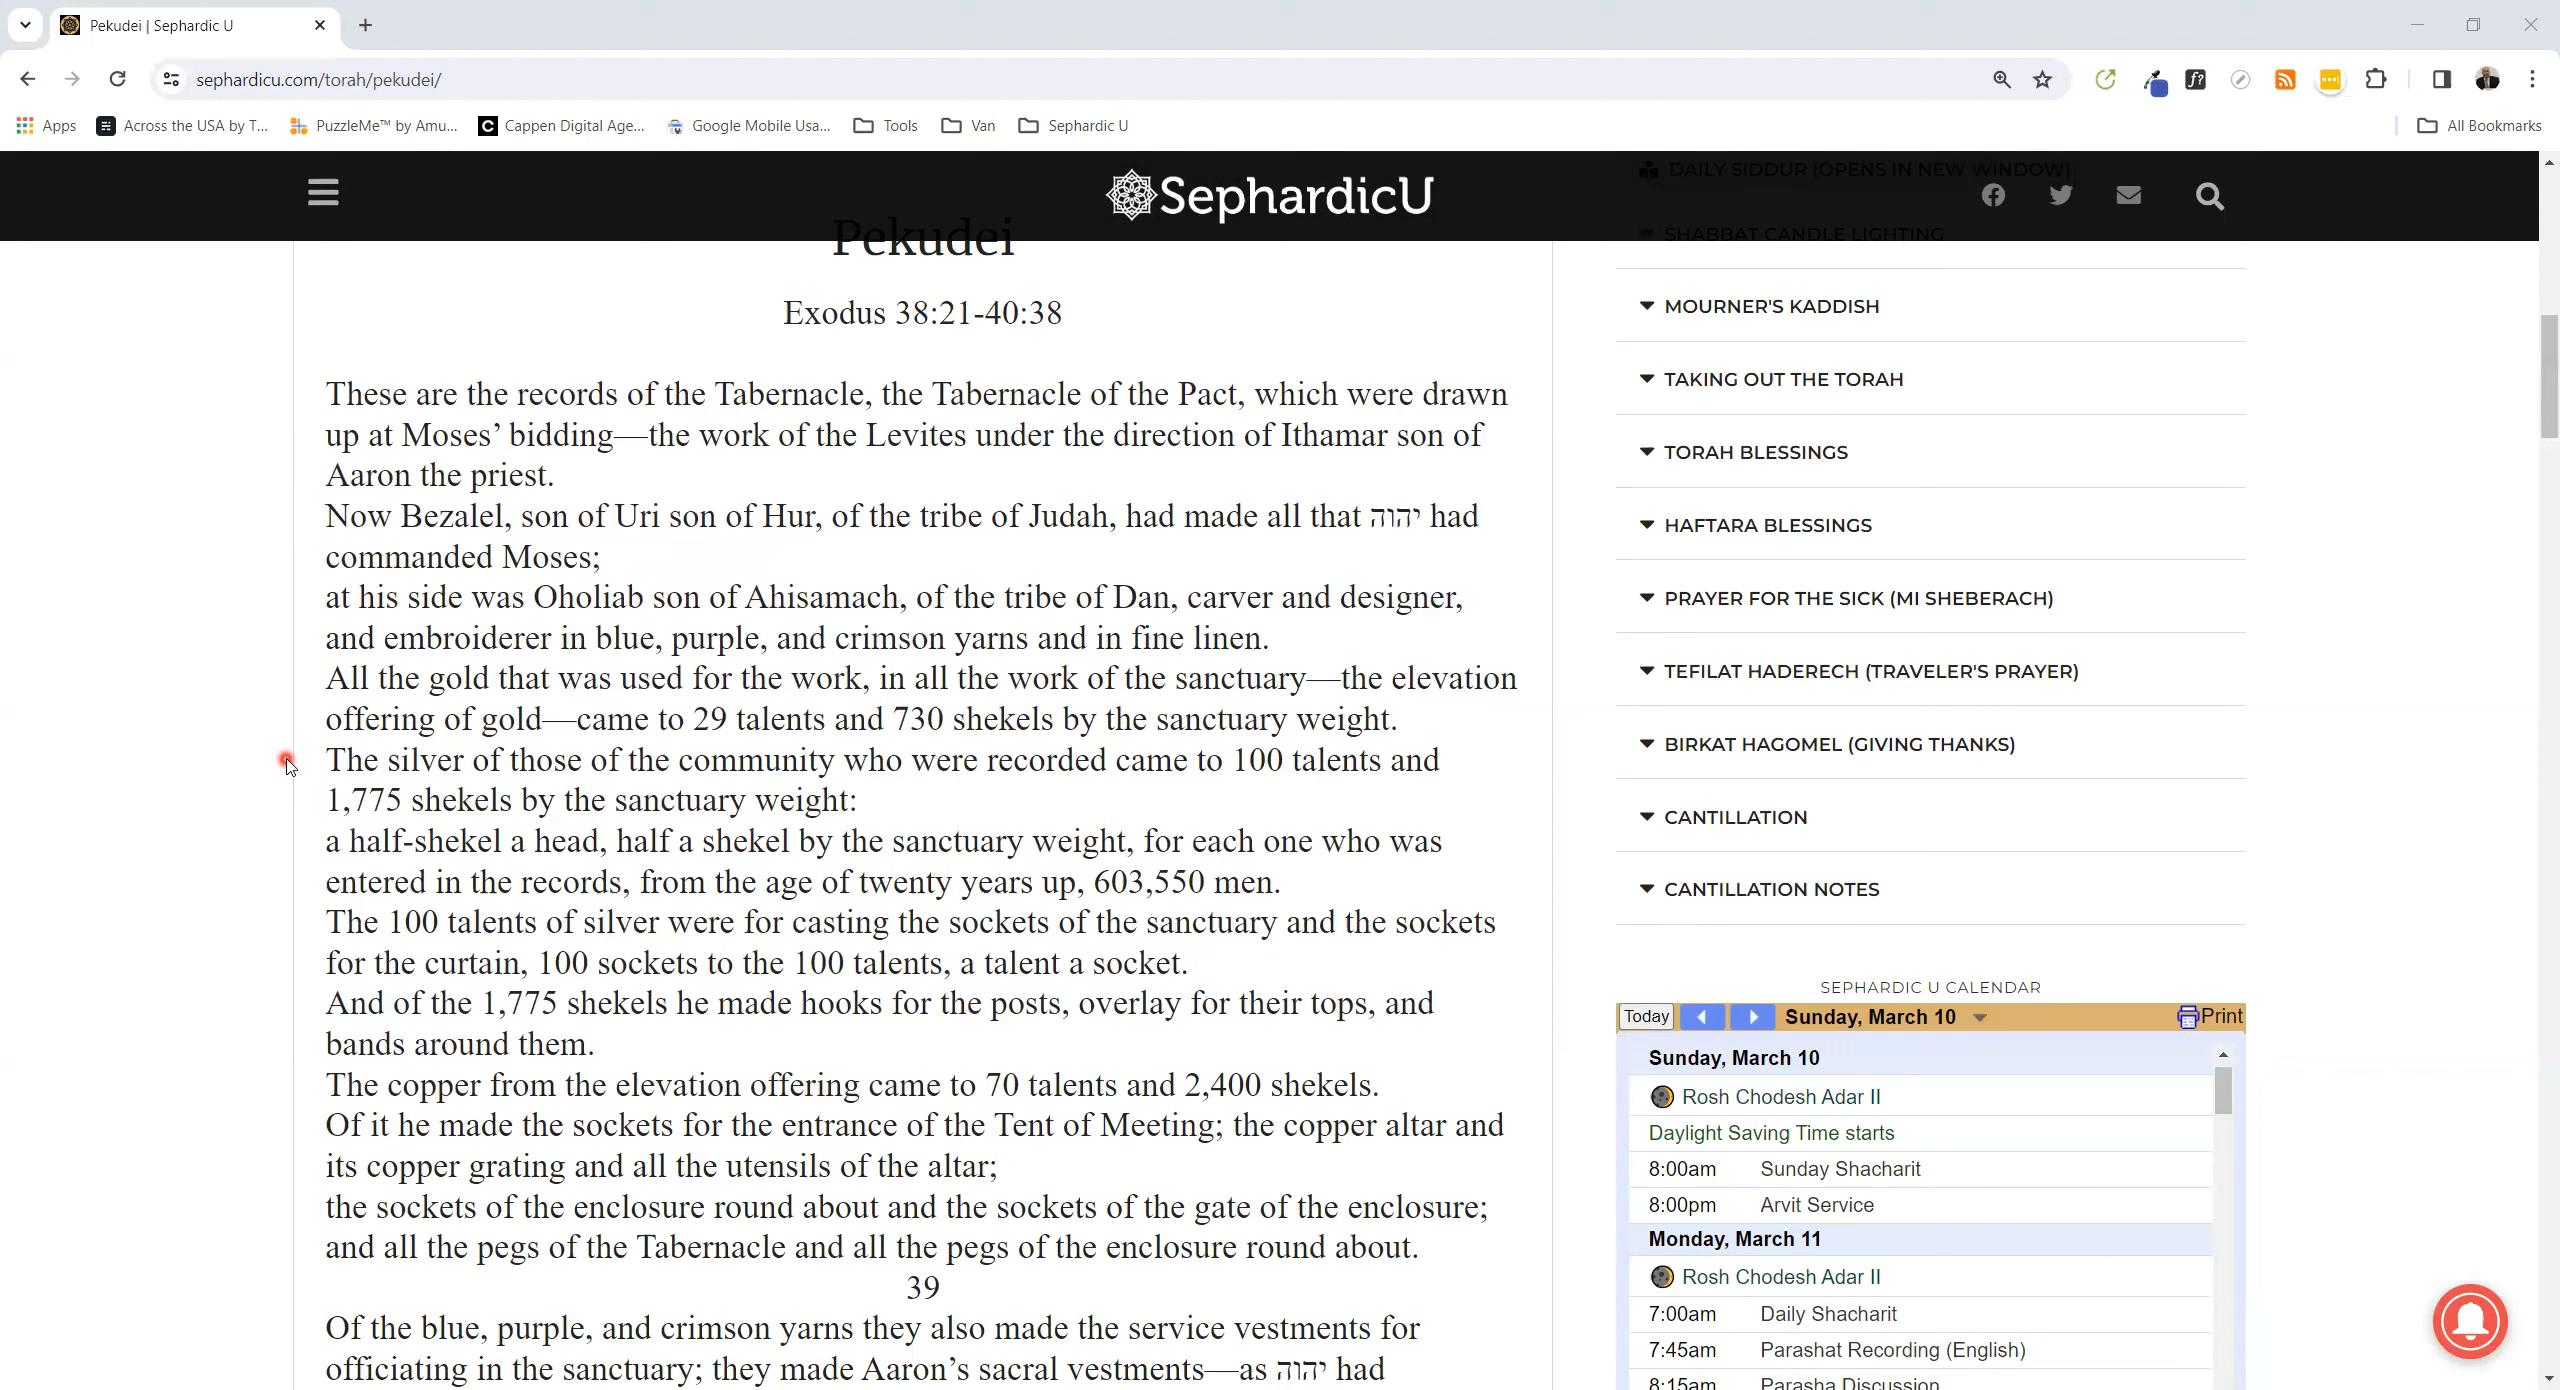 Pekudei | Sephardic U
sephardicu.com/torah/pekudei/
Apps
Across the USA by T...
PuzzleMe™ by Amu...
Cappen Digital Age...
Google Mobile Usa...
Tools
Van
Sephardic U
All Bookmarks
SephardicU
Pekudei
Exodus 38:21-40:38
These are the records of the Tabernacle, the Tabernacle of the Pact, which were drawn
up at Moses’ bidding—the work of the Levites under the direction of Ithamar son of
Aaron the priest.
Now Bezalel, son of Uri son of Hur, of the tribe of Judah, had made all that יהוה had
commanded Moses;
at his side was Oholiab son of Ahisamach, of the tribe of Dan, carver and designer,
and embroiderer in blue, purple, and crimson yarns and in fine linen.
All the gold that was used for the work, in all the work of the sanctuary—the elevation
offering of gold—came to 29 talents and 730 shekels by the sanctuary weight.
The silver of those of the community who were recorded came to 100 talents and
1,775 shekels by the sanctuary weight:
a half-shekel a head, half a shekel by the sanctuary weight, for each one who was
entered in the records, from the age of twenty years up, 603,550 men.
The 100 talents of silver were for casting the sockets of the sanctuary and the sockets
for the curtain, 100 sockets to the 100 talents, a talent a socket.
And of the 1,775 shekels he made hooks for the posts, overlay for their tops, and
bands around them.
The copper from the elevation offering came to 70 talents and 2,400 shekels.
Of it he made the sockets for the entrance of the Tent of Meeting; the copper altar and
its copper grating and all the utensils of the altar;
the sockets of the enclosure round about and the sockets of the gate of the enclosure;
and all the pegs of the Tabernacle and all the pegs of the enclosure round about.
39
Of the blue, purple, and crimson yarns they also made the service vestments for
officiating in the sanctuary; they made Aaron’s sacral vestments—as יהוה had
DAILY SIDDUR (OPENS IN NEW WINDOW)
SHABBAT CANDLE LIGHTING
MOURNER'S KADDISH
TAKING OUT THE TORAH
TORAH BLESSINGS
HAFTARA BLESSINGS
PRAYER FOR THE SICK (MI SHEBERACH)
TEFILAT HADERECH (TRAVELER'S PRAYER)
BIRKAT HAGOMEL (GIVING THANKS)
CANTILLATION
CANTILLATION NOTES
SEPHARDIC U CALENDAR
Today Sunday, March 10 Print
Sunday, March 10
Rosh Chodesh Adar II
Daylight Saving Time starts
8:00am Sunday Shacharit
8:00pm Arvit Service
Monday, March 11
Rosh Chodesh Adar II
7:00am Daily Shacharit
7:45am Parashat Recording (English)
8:15am Parasha Discussion